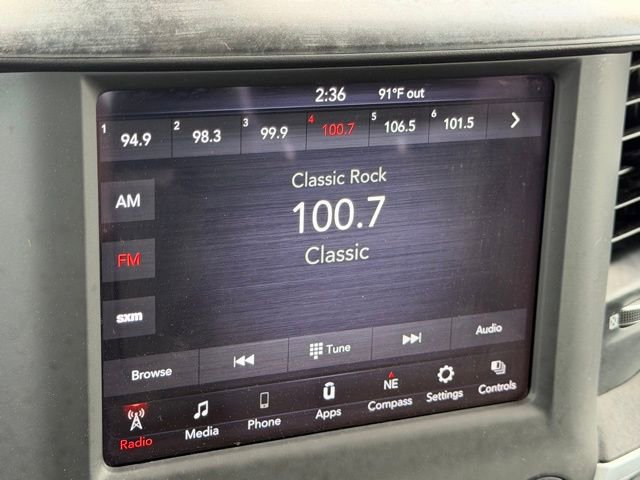 2:36 91°F out
1 94.9 2 98.3 3 99.9 4 100.7 5 106.5 6 101.5
Classic Rock
AM
100.7
Classic
FM
sxm
Browse Tune Audio
Radio Media Phone Apps NE Compass Settings Controls